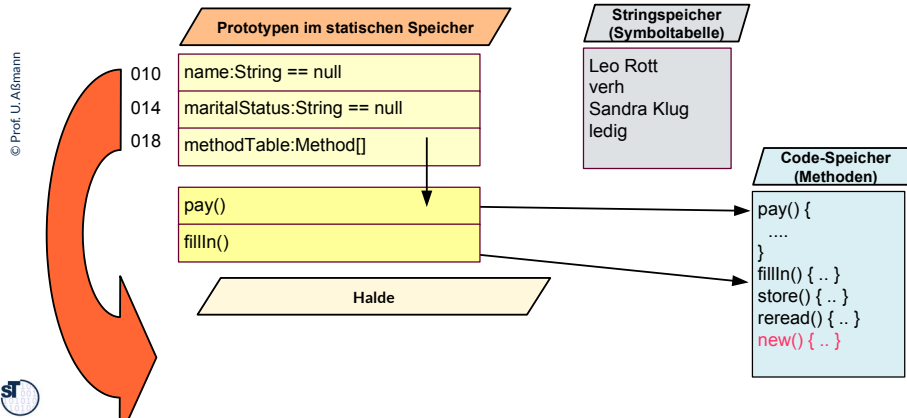 © Prof. U. Aßmann
Prototypen im statischen Speicher
010
name:String == null
014
maritalStatus:String == null
018
methodTable:Method[]
pay()
fillIn()
Halde
Stringspeicher
(Symboltabelle)
Leo Rott
verh
Sandra Klug
ledig
Code-Speicher
(Methoden)
pay() {
....
}
fillIn() { .. }
store() { .. }
reread() { .. }
new() { .. }
ST